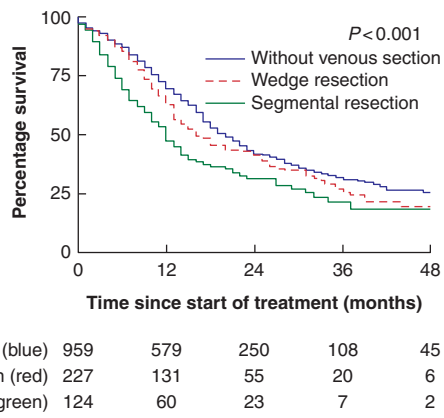 100
75
50
25
0
Percentage survival
P<0.001
Without venous section
Wedge resection
Segmental resection
0 12 24 36 48
Time since start of treatment (months)
(blue) 959 579 250 108 45
(red) 227 131 55 20 6
green) 124 60 23 7 2